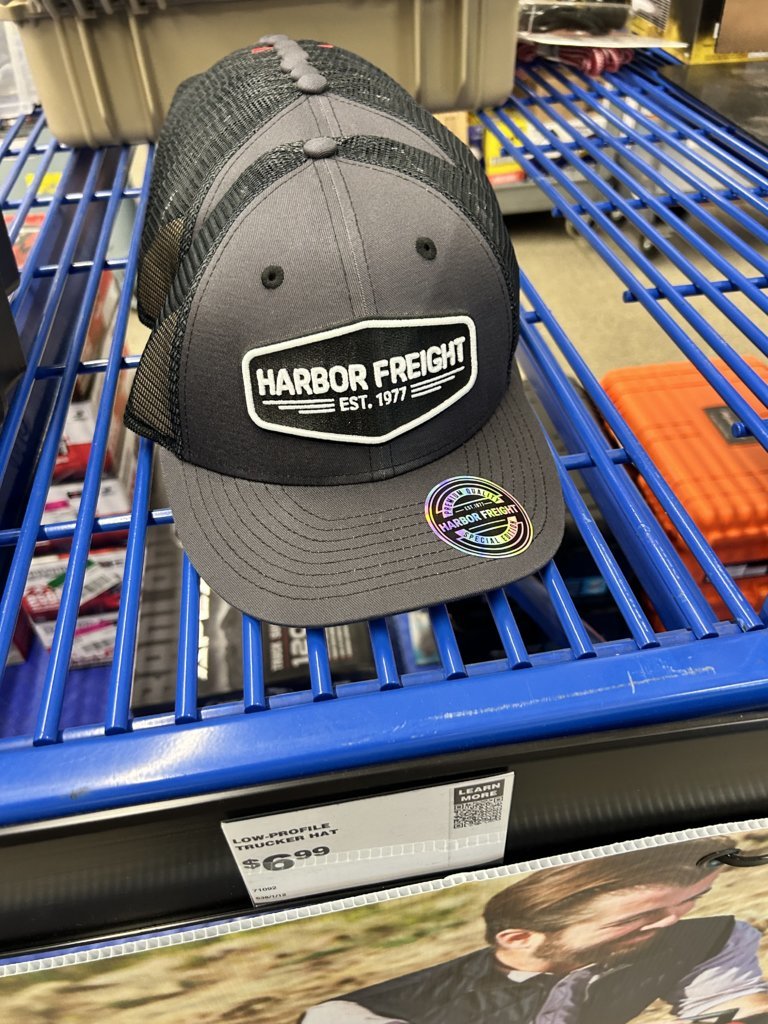 HARBOR FREIGHT
EST. 1977
PREMIUM QUALITY
EST. 1977
HARBOR FREIGHT
SPECIAL EDITION
LOW-PROFILE
TRUCKER HAT
$6.99
71092
LEARN
MORE